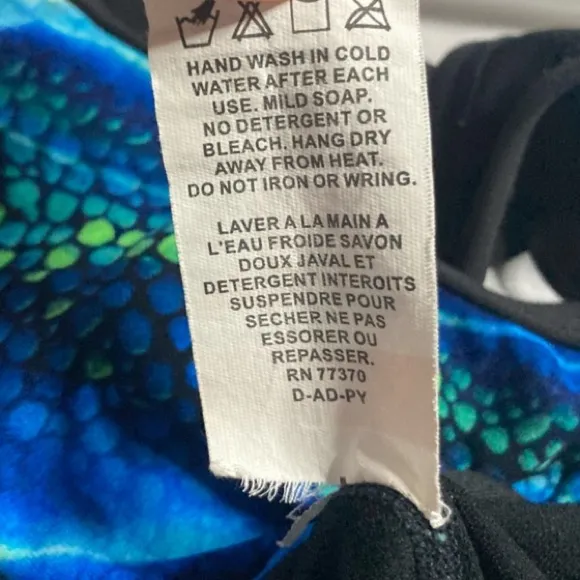 HAND WASH IN COLD
WATER AFTER EACH
USE. MILD SOAP.
NO DETERGENT OR
BLEACH. HANG DRY
AWAY FROM HEAT.
DO NOT IRON OR WRING.
LAVER A LA MAIN A
L'EAU FROIDE SAVON
DOUX JAVAL ET
DETERGENT INTEROITS
SUSPENDRE POUR
SECHER NE PAS
ESSORER OU
REPASSER.
RN 77370
D-AD-PY